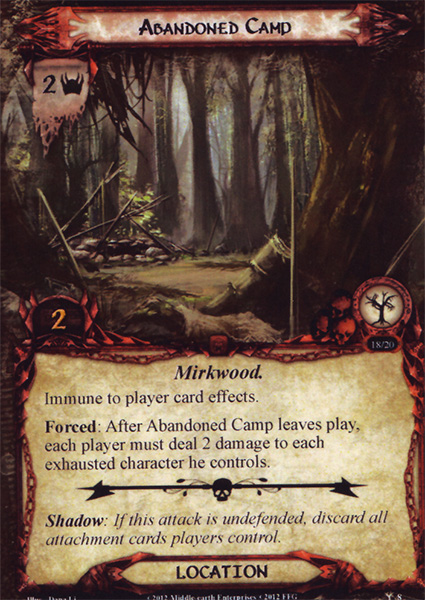 ABANDONED CAMP
2
2
18/20
Mirkwood.
Immune to player card effects.
Forced: After Abandoned Camp leaves play,
each player must deal 2 damage to each
exhausted character he controls.
Shadow: If this attack is undefended, discard all
attachment cards players control.
LOCATION
©2012 Middle-earth Enterprises ©2012 FFG
8